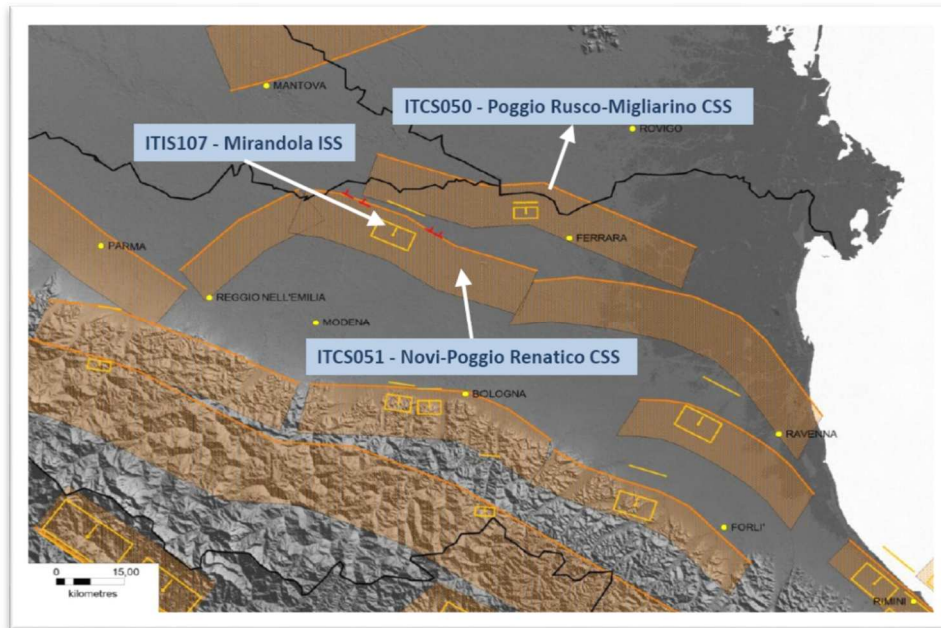 MANTOVA
ITCS050 - Poggio Rusco-Migliarino CSS
ROVIGO
ITIS107 - Mirandola ISS
PARMA
FERRARA
REGGIO NELL'EMILIA
MODENA
ITCS051 - Novi-Poggio Renatico CSS
BOLOGNA
RAVENNA
FORLI'
0 15,00
kilometres
RIMINI